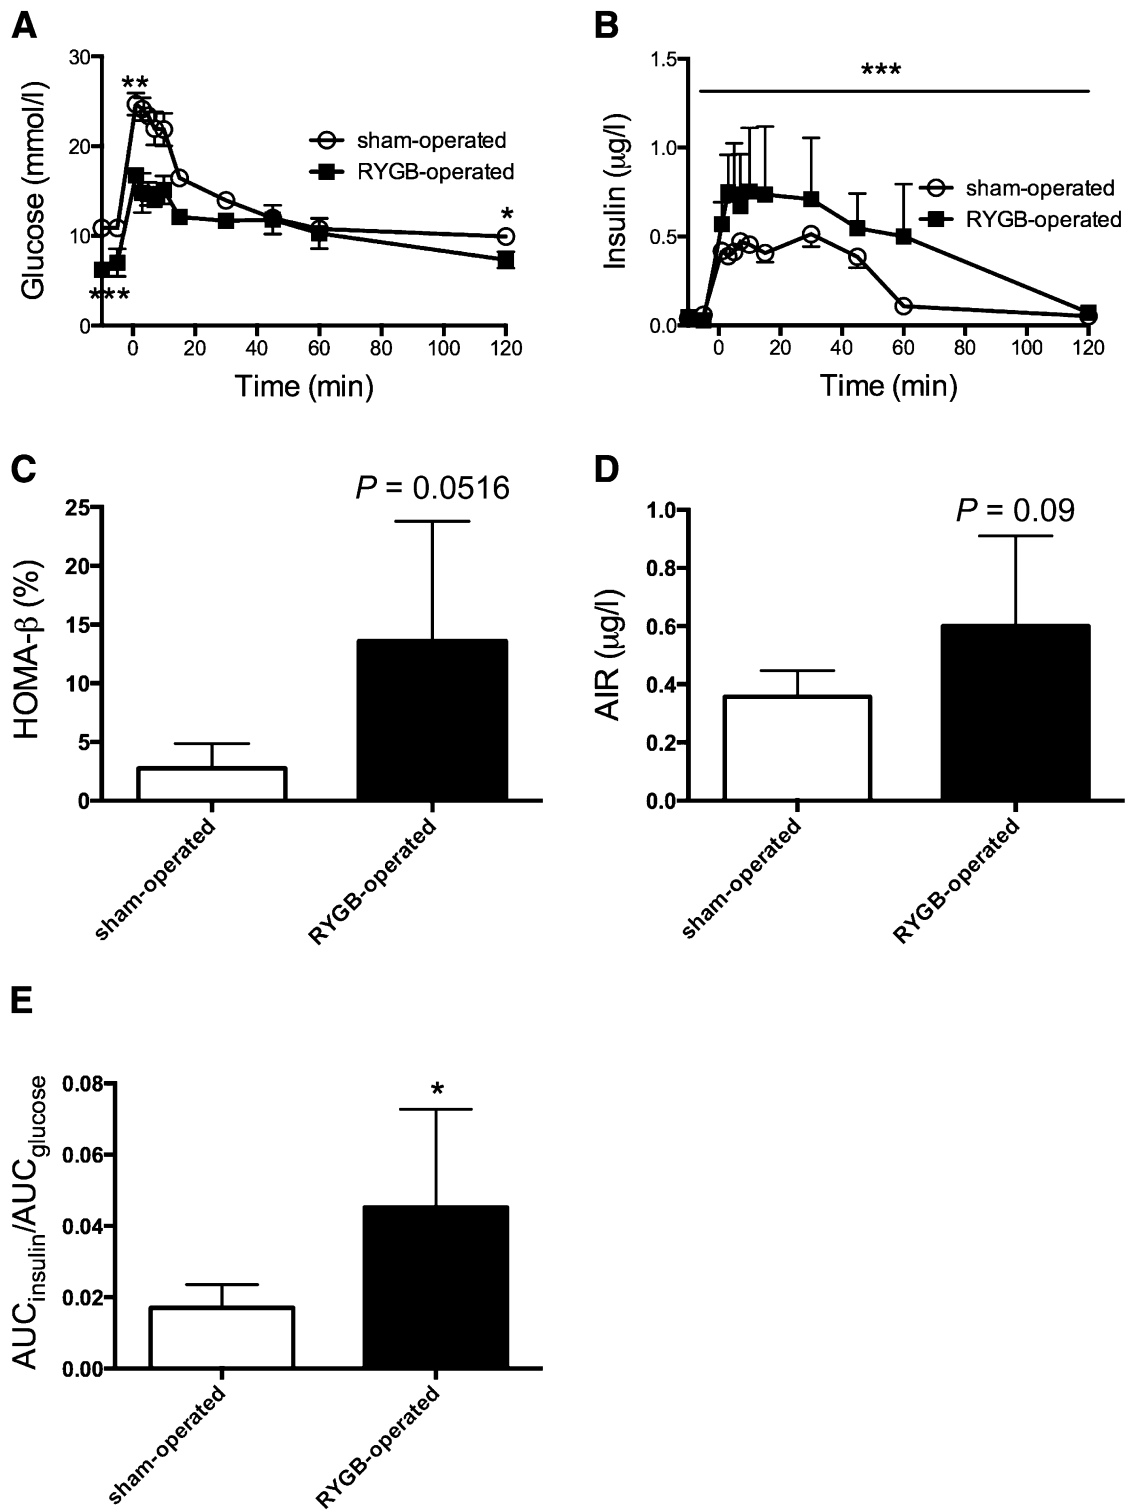 A
30
20
10
0
Glucose (mmol/l)
**
***
*
sham-operated
RYGB-operated
0 20 40 60 80 100 120
Time (min)
B
1.5
1.0
0.5
0.0
Insulin (µg/l)
***
sham-operated
RYGB-operated
0 20 40 60 80 100 120
Time (min)
C
P = 0.0516
25
20
15
10
5
0
HOMA-β (%)
sham-operated
RYGB-operated
D
P = 0.09
1.0
0.8
0.6
0.4
0.2
0.0
AIR (µg/l)
sham-operated
RYGB-operated
E
*
0.08
0.06
0.04
0.02
0.00
AUCinsulin/AUCglucose
sham-operated
RYGB-operated